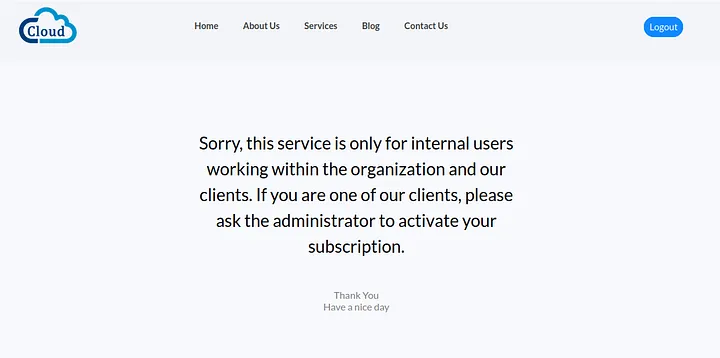 Cloud
Home About Us Services Blog Contact Us Logout
Sorry, this service is only for internal users
working within the organization and our
clients. If you are one of our clients, please
ask the administrator to activate your
subscription.
Thank You
Have a nice day